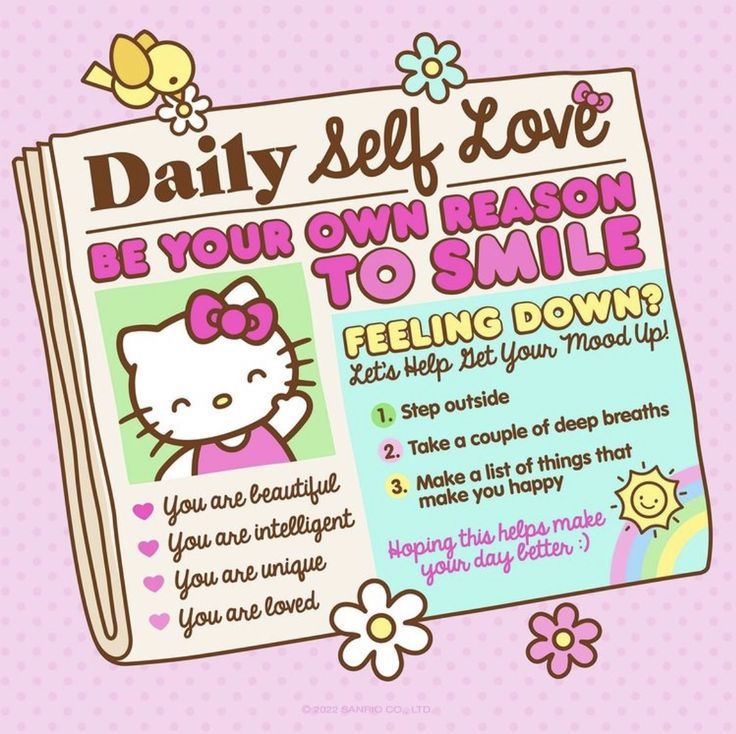 Daily Self Love
BE YOUR OWN REASON
TO SMILE
You are beautiful
You are intelligent
You are unique
You are loved
FEELING DOWN?
Let's Help Get Your Mood Up!
1. Step outside
2. Take a couple of deep breaths
3. Make a list of things that
make you happy
Hoping this helps make
your day better :)
© 2022 SANRIO CO., LTD.